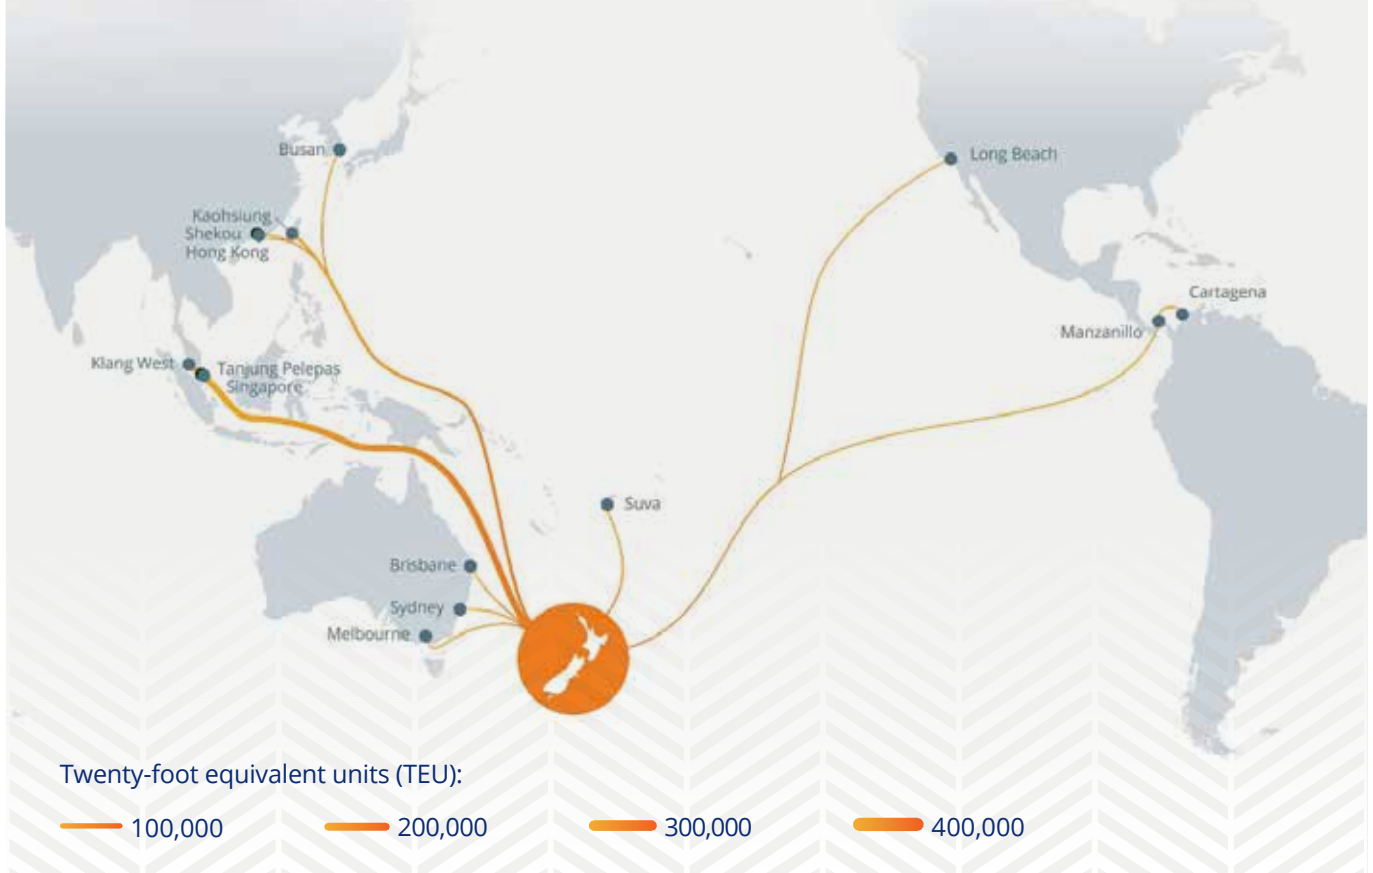 Busan
Long Beach
Kaohsiung
Shekou
Hong Kong
Cartagena
Manzanillo
Klang West
Tanjung Pelepas
Singapore
Suva
Brisbane
Sydney
Melbourne
Twenty-foot equivalent units (TEU):
100,000
200,000
300,000
400,000